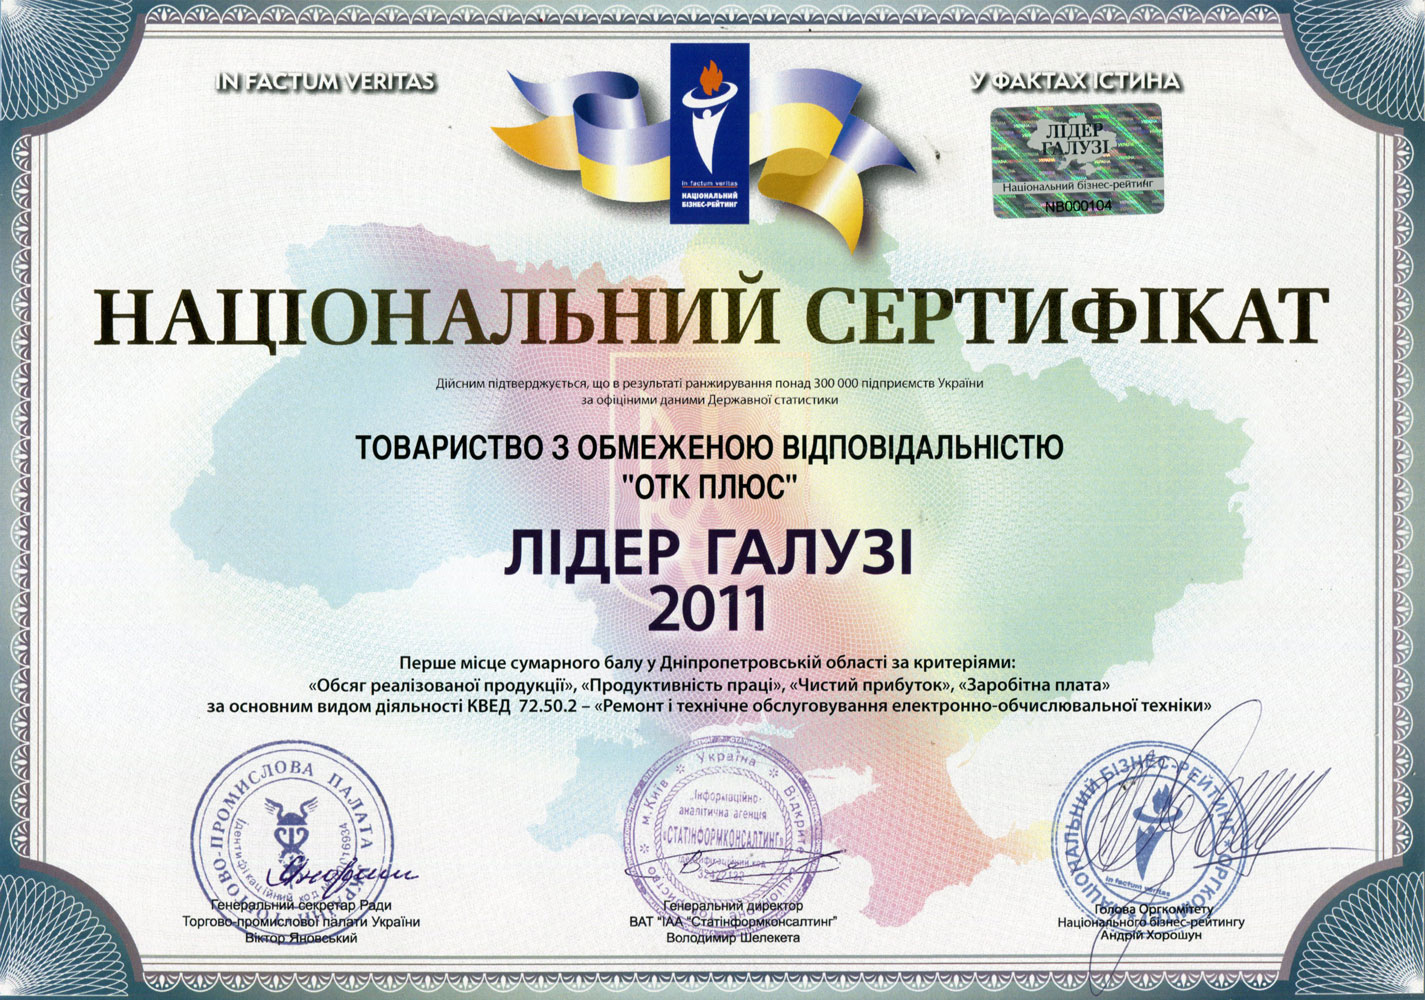 IN FACTUM VERITAS
У ФАКТАХ ІСТИНА
in factum veritas
НАЦІОНАЛЬНИЙ
БІЗНЕС-РЕЙТИНГ
ЛІДЕР
ГАЛУЗІ
Національний бізнес-рейтинг
NB000104
НАЦІОНАЛЬНИЙ СЕРТИФІКАТ
Дійсним підтверджується, що в результаті ранжирування понад 300 000 підприємств України
за офіційними даними Державної статистики
ТОВАРИСТВО З ОБМЕЖЕНОЮ ВІДПОВІДАЛЬНІСТЮ
"ОТК ПЛЮС"
ЛІДЕР ГАЛУЗІ
2011
Перше місце сумарного балу у Дніпропетровській області за критеріями:
«Обсяг реалізованої продукції», «Продуктивність праці», «Чистий прибуток», «Заробітна плата»
за основним видом діяльності КВЕД 72.50.2 – «Ремонт і технічне обслуговування електронно-обчислювальної техніки»
ТОРГОВО-ПРОМИСЛОВА ПАЛАТА УКРАЇНИ
Ідентифікаційний код
Україна
м.Київ
Відкрите
Інформаційно-
аналітична агенція
«СТАТІНФОРМКОНСАЛТИНГ»
НАЦІОНАЛЬНИЙ БІЗНЕС-РЕЙТИНГ
ОРГКОМІТЕТ
in factum veritas
Генеральний секретар Ради
Торгово-промислової палати України
Віктор Яновський
Генеральний директор
ВАТ "ІАА "Статінформконсалтинг"
Володимир Шелекета
Голова Оргкомітету
Національного бізнес-рейтингу
Андрій Хорошун